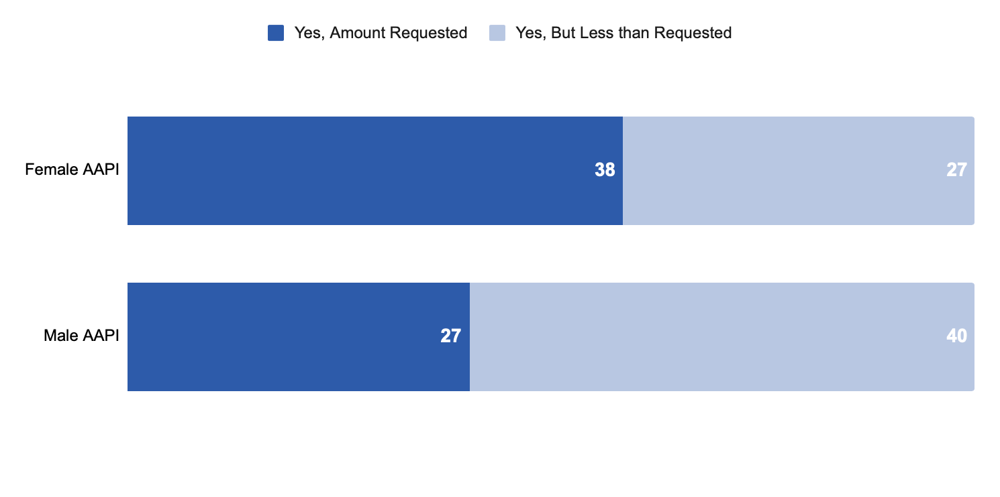 Yes, Amount Requested Yes, But Less than Requested
Female AAPI 38 27
Male AAPI 27 40